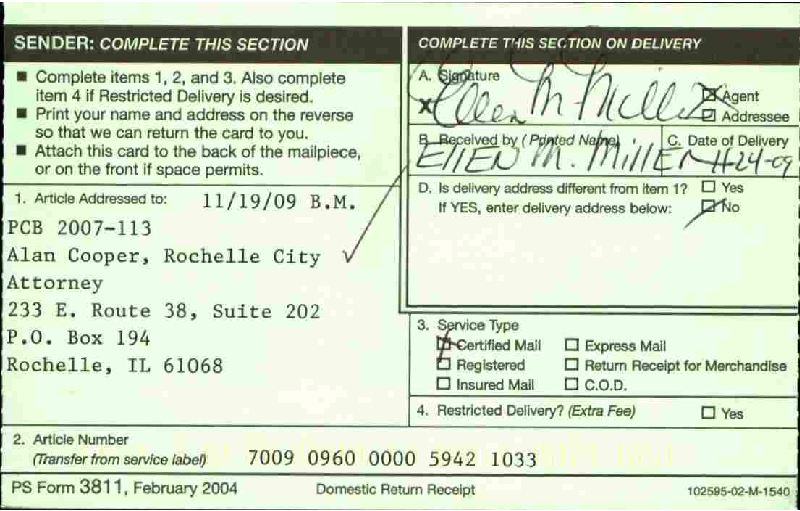 SENDER: COMPLETE THIS SECTION
■ Complete items 1, 2, and 3. Also complete
item 4 if Restricted Delivery is desired.
■ Print your name and address on the reverse
so that we can return the card to you.
■ Attach this card to the back of the mailpiece,
or on the front if space permits.
1. Article Addressed to: 11/19/09 B.M.
PCB 2007-113
Alan Cooper, Rochelle City
Attorney
233 E. Route 38, Suite 202
P.O. Box 194
Rochelle, IL 61068
COMPLETE THIS SECTION ON DELIVERY
A. Signature
X Ellen M Miller
☒ Agent
☑ Addressee
B. Received by (Printed Name) C. Date of Delivery
ELLEN M. MILLER 11-24-09
D. Is delivery address different from item 1? ☐ Yes
If YES, enter delivery address below: ☑ No
3. Service Type
☒ Certified Mail ☐ Express Mail
☐ Registered ☐ Return Receipt for Merchandise
☐ Insured Mail ☐ C.O.D.
4. Restricted Delivery? (Extra Fee) ☐ Yes
2. Article Number
(Transfer from service label) 7009 0960 0000 5942 1033
PS Form 3811, February 2004 Domestic Return Receipt 102595-02-M-1540